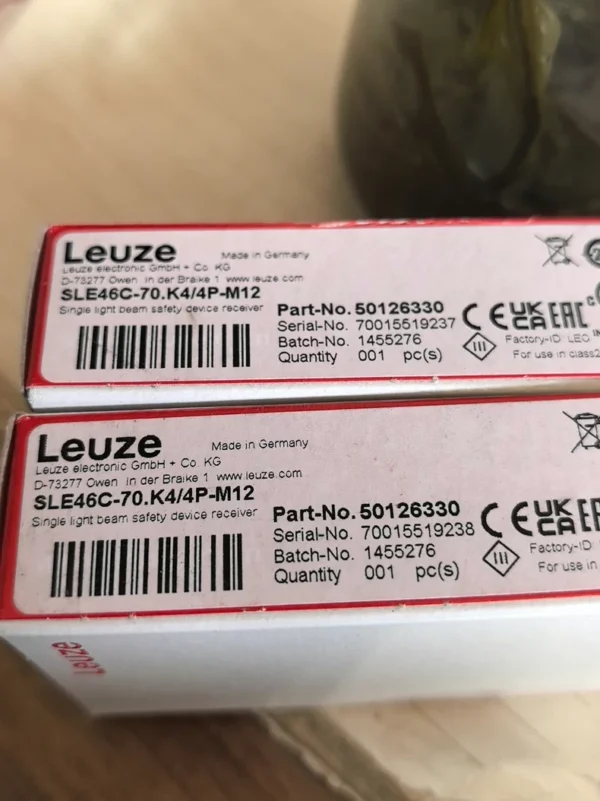 Leuze
Made in Germany
Leuze electronic GmbH + Co. KG
D-73277 Owen In der Braike 1 www.leuze.com
SLE46C-70.K4/4P-M12
Single light beam safety device receiver
Part-No. 50126330
Serial-No. 70015519237
Batch-No. 1455276
Quantity 001 pc(s)
CE UKCA EAC
III
Factory-ID: LEO
For use in class2
Leuze
Made in Germany
Leuze electronic GmbH + Co. KG
D-73277 Owen In der Braike 1 www.leuze.com
SLE46C-70.K4/4P-M12
Single light beam safety device receiver
Part-No. 50126330
Serial-No. 70015519238
Batch-No. 1455276
Quantity 001 pc(s)
CE UKCA
III
Factory-ID
For use in
Leuze